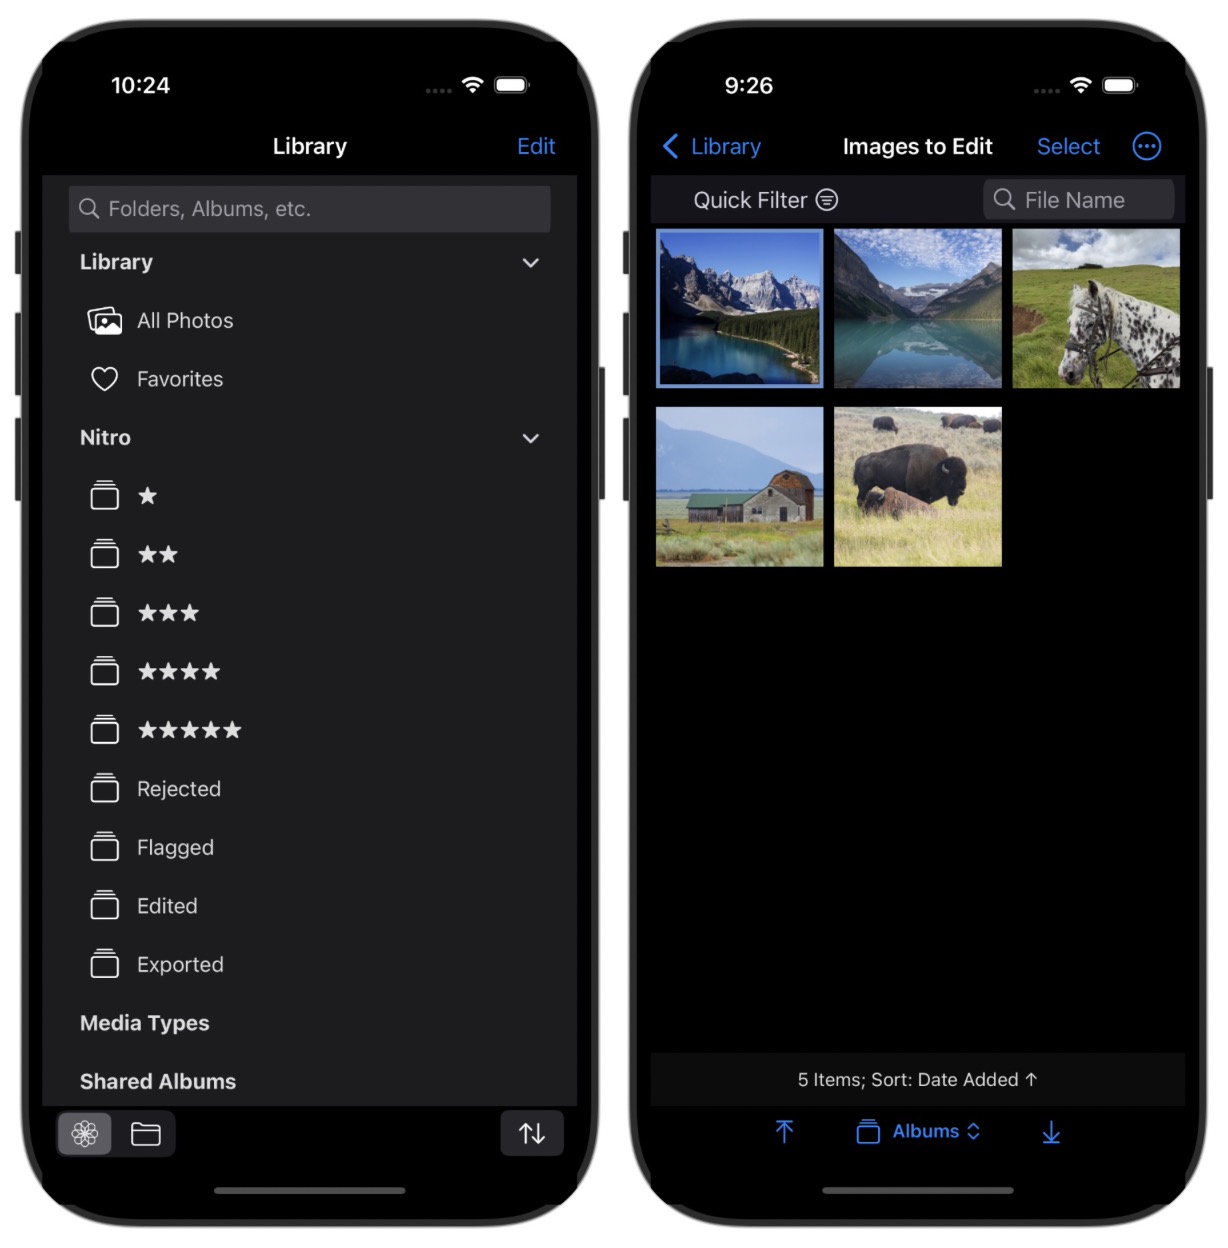 10:24
Library
Edit
Folders, Albums, etc.
Library
All Photos
Favorites
Nitro
★
★★
★★★
★★★★
★★★★★
Rejected
Flagged
Edited
Exported
Media Types
Shared Albums
9:26
Library
Images to Edit
Select
Quick Filter
File Name
5 Items; Sort: Date Added ↑
Albums